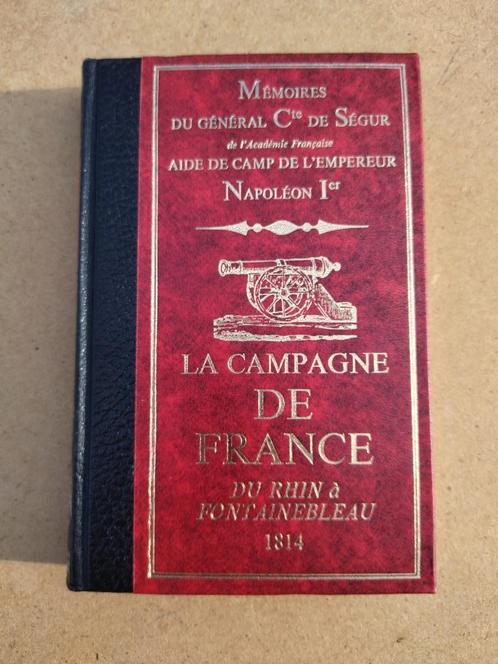 Mémoires
du général Cte de Ségur
de l'Académie Française
aide de camp de l'empereur
Napoléon Ier
LA CAMPAGNE
DE
FRANCE
DU RHIN à
FONTAINEBLEAU
1814